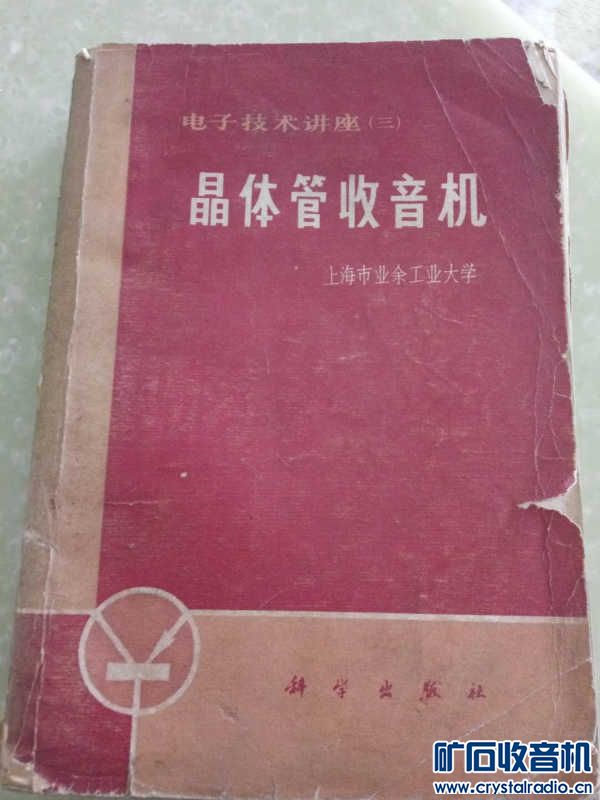 电子技术讲座(三)
晶体管收音机
上海市业余工业大学
科学出版社
矿石收音机
www.crystalradio.cn